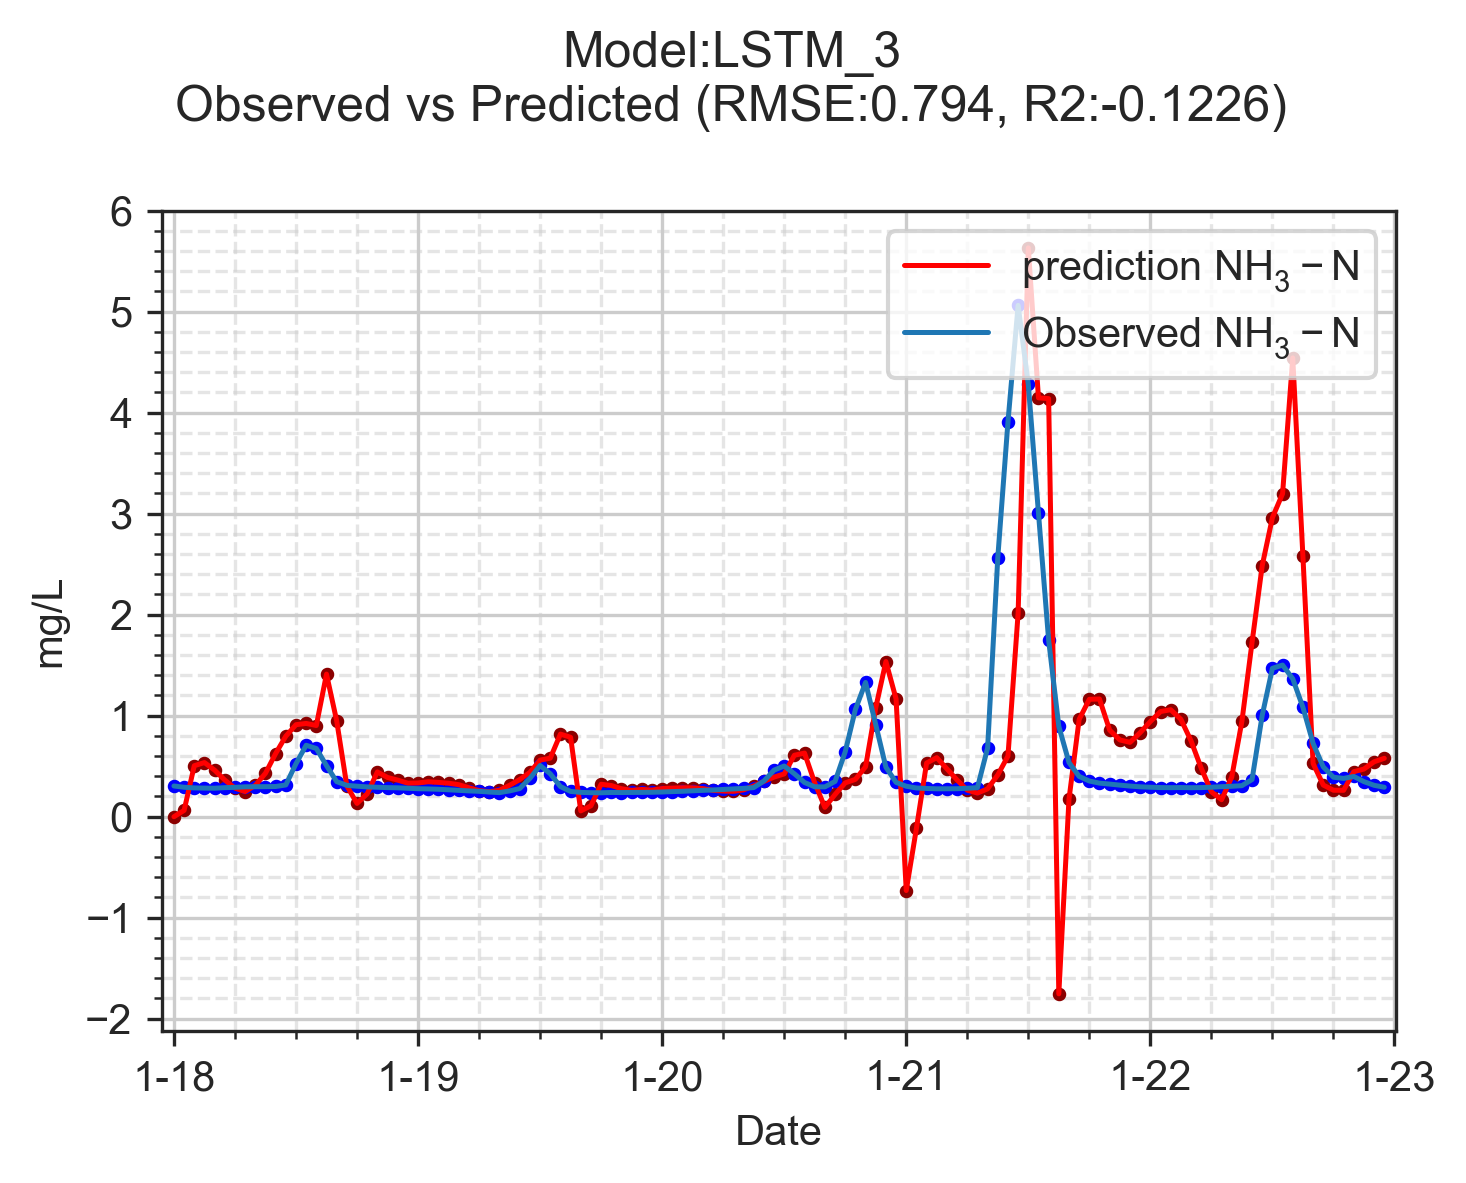 Model:LSTM_3
Observed vs Predicted (RMSE:0.794, R2:-0.1226)
6
5
4
3
2
1
0
−1
−2
mg/L
prediction NH₃ − N
Observed NH₃ − N
1-18 1-19 1-20 1-21 1-22 1-23
Date